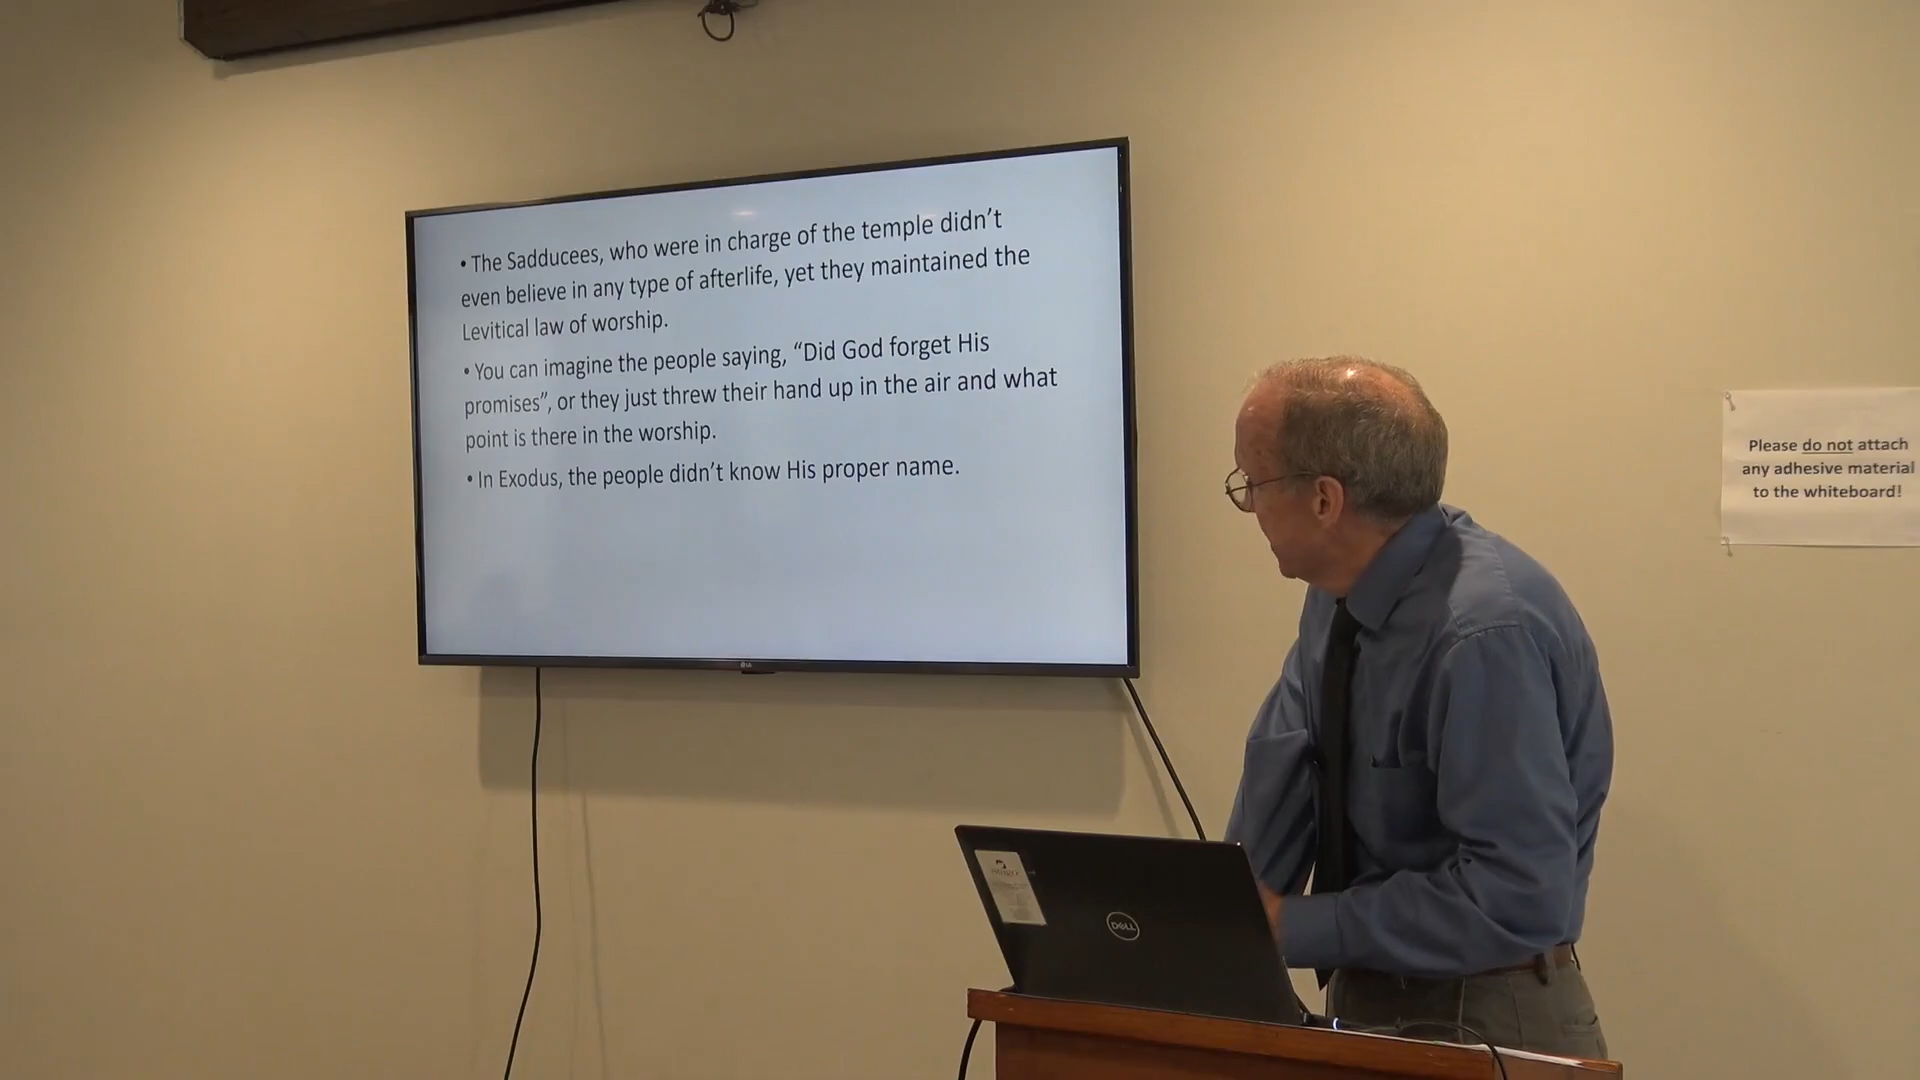 • The Sadducees, who were in charge of the temple didn’t
even believe in any type of afterlife, yet they maintained the
Levitical law of worship.
• You can imagine the people saying, “Did God forget His
promises”, or they just threw their hand up in the air and what
point is there in the worship.
• In Exodus, the people didn’t know His proper name.
LG
Please do not attach
any adhesive material
to the whiteboard!
DELL